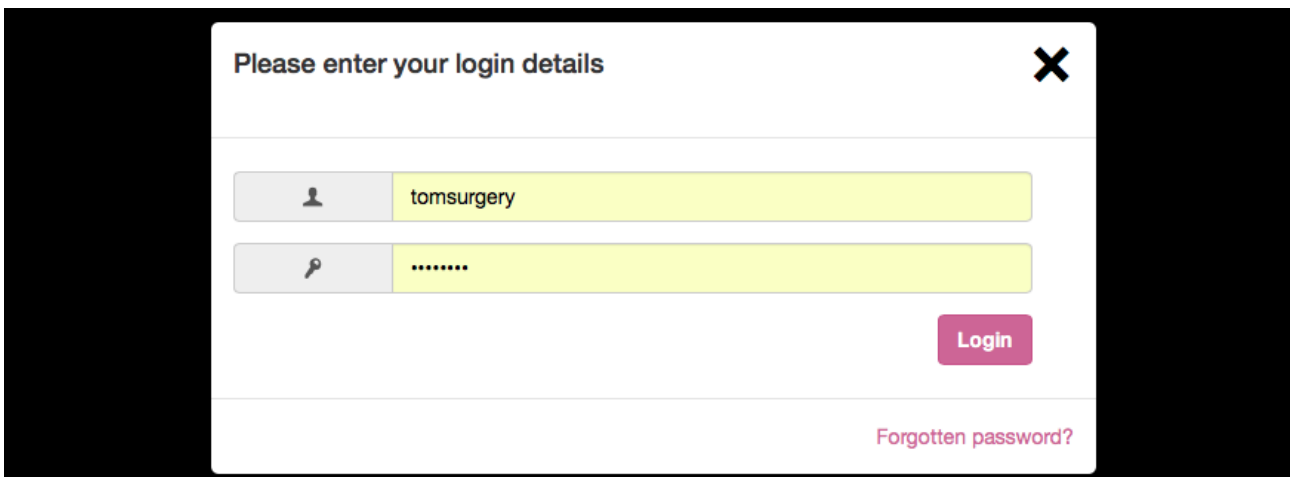 Please enter your login details
tomsurgery
••••••••
Login
Forgotten password?